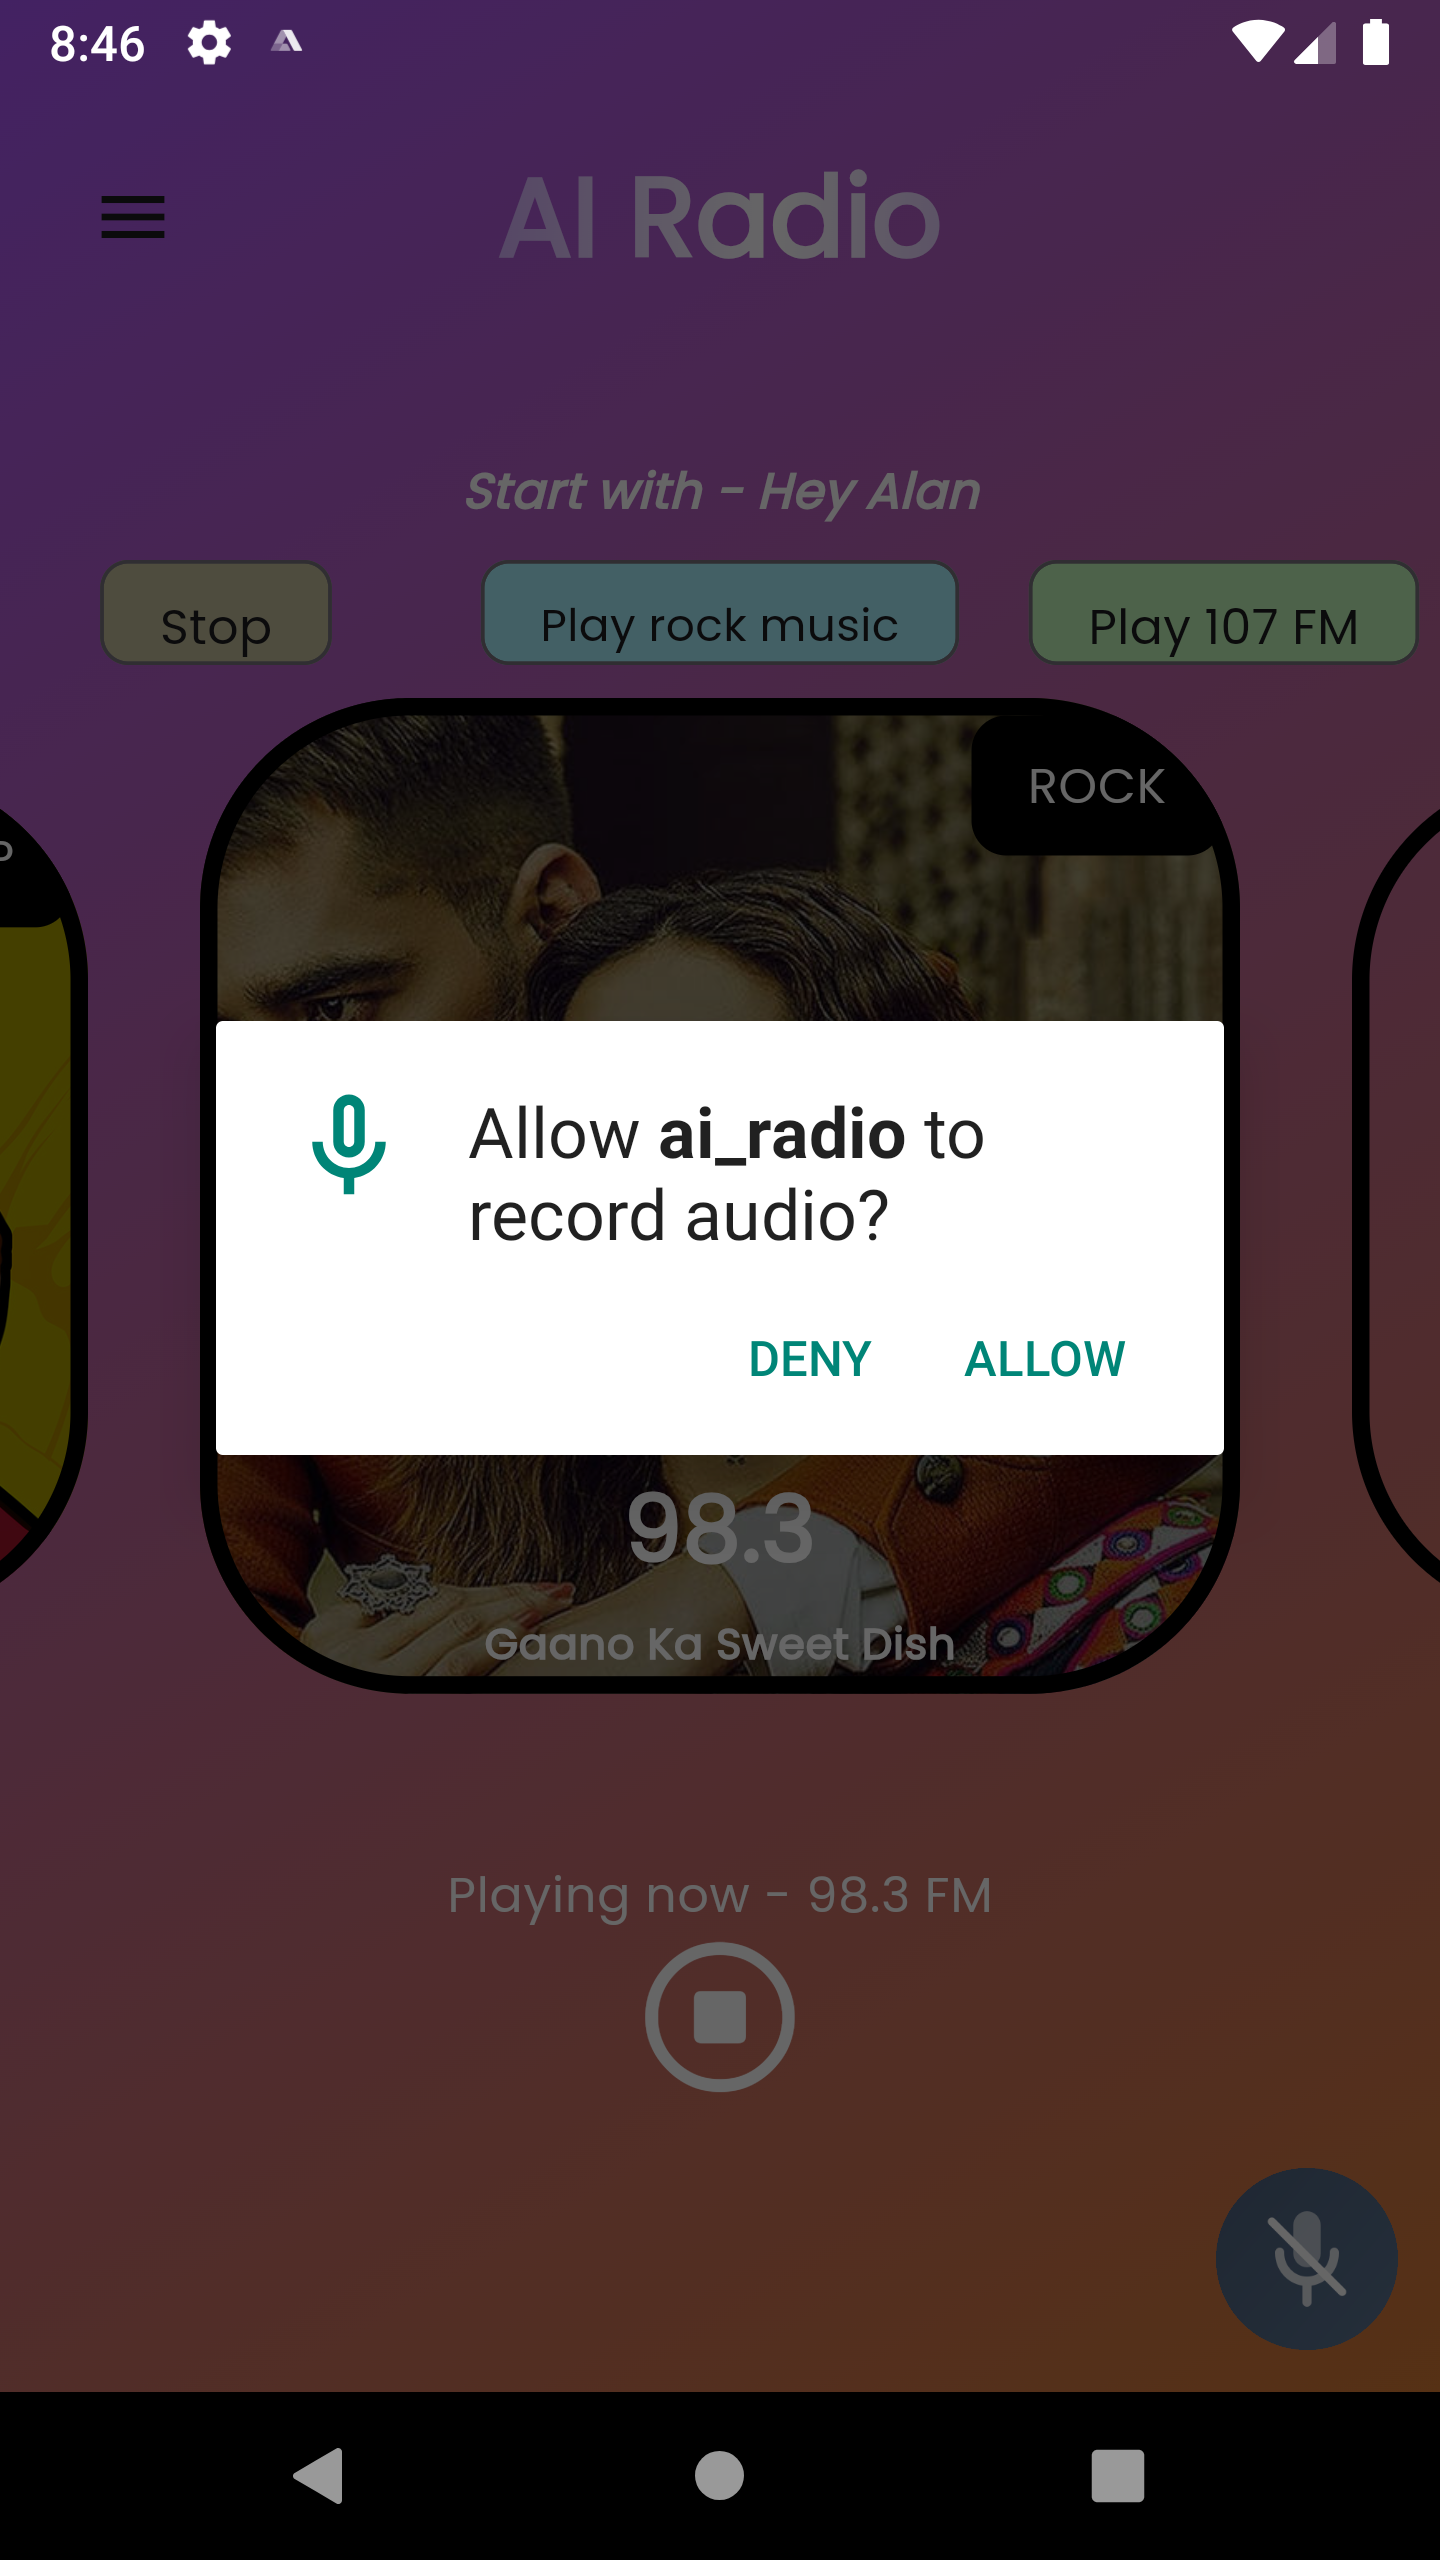 8:46
AI Radio
Start with - Hey Alan
Stop
Play rock music
Play 107 FM
ROCK
P
Allow ai_radio to
record audio?
DENY
ALLOW
98.3
Gaano Ka Sweet Dish
Playing now - 98.3 FM